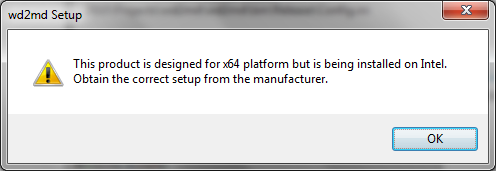 wd2md Setup
This product is designed for x64 platform but is being installed on Intel.
Obtain the correct setup from the manufacturer.
OK